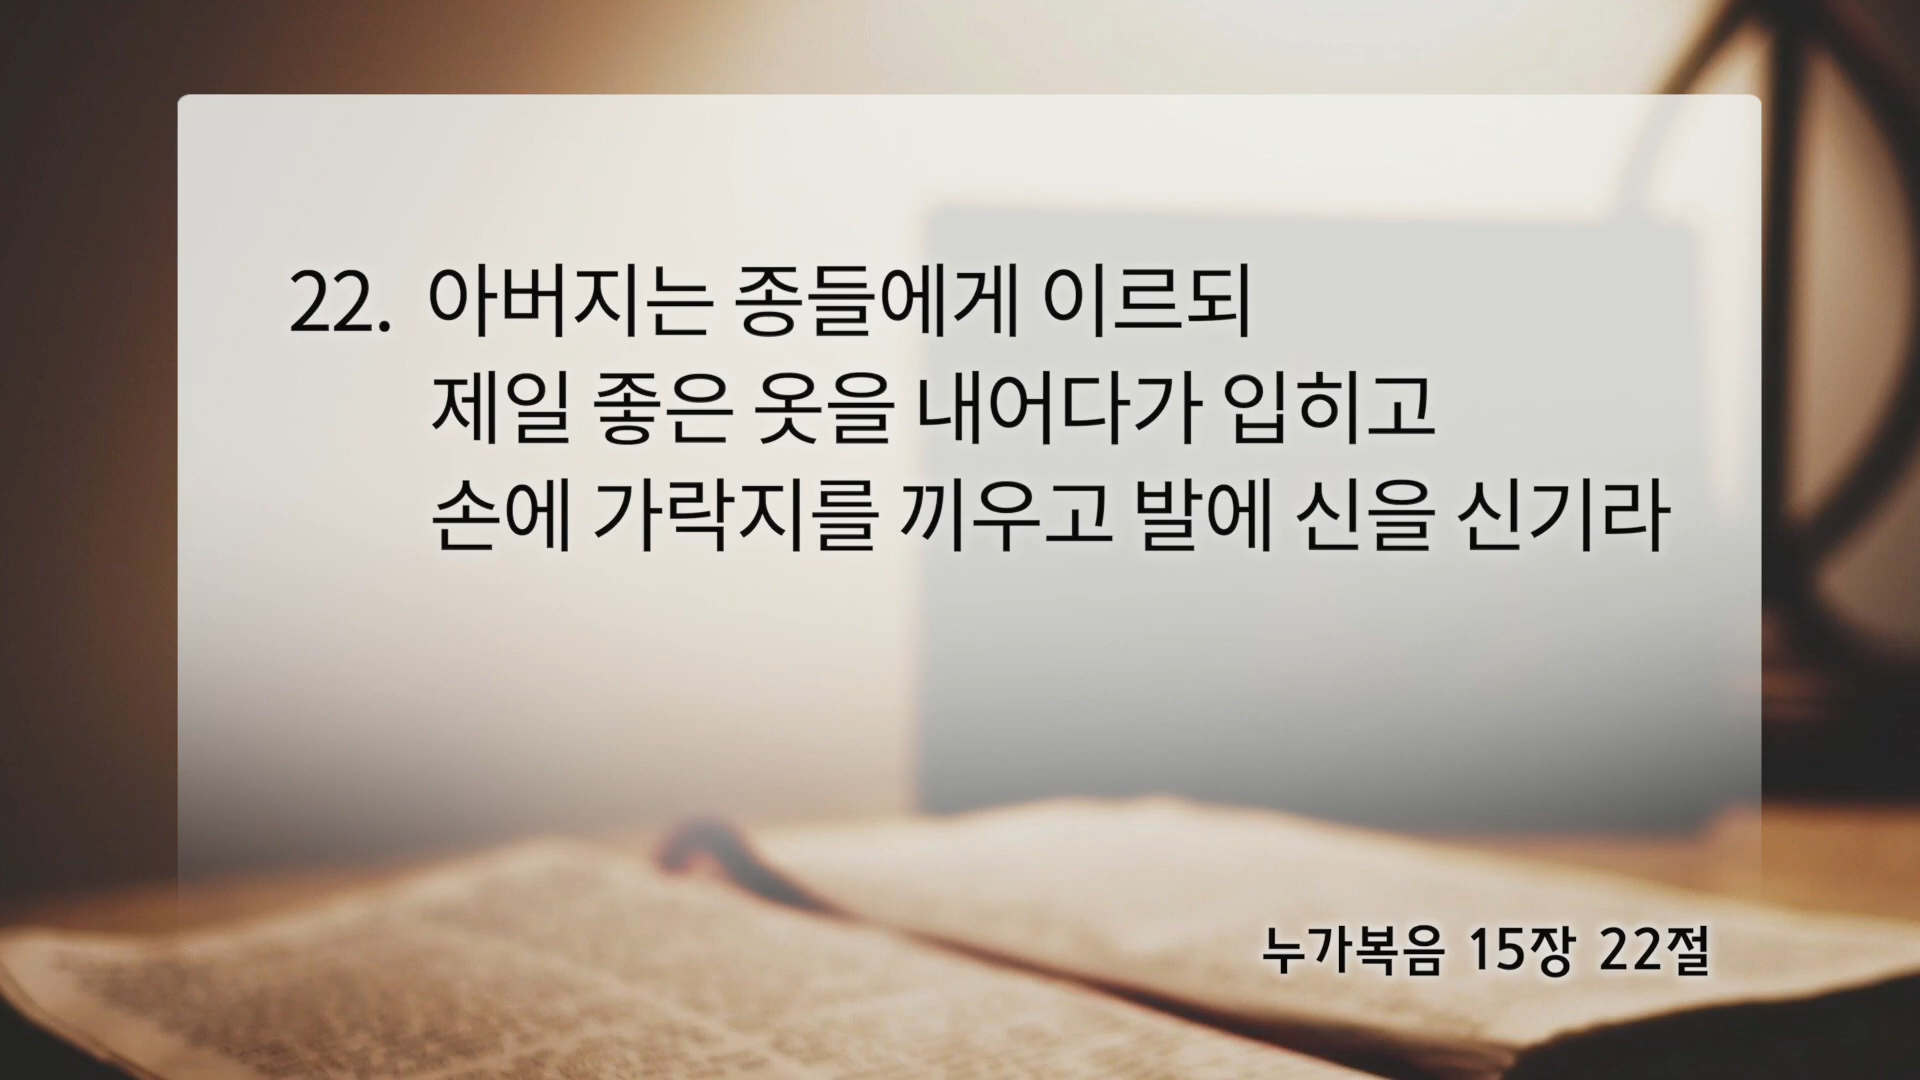 22. 아버지는 종들에게 이르되
제일 좋은 옷을 내어다가 입히고
손에 가락지를 끼우고 발에 신을 신기라
누가복음 15장 22절